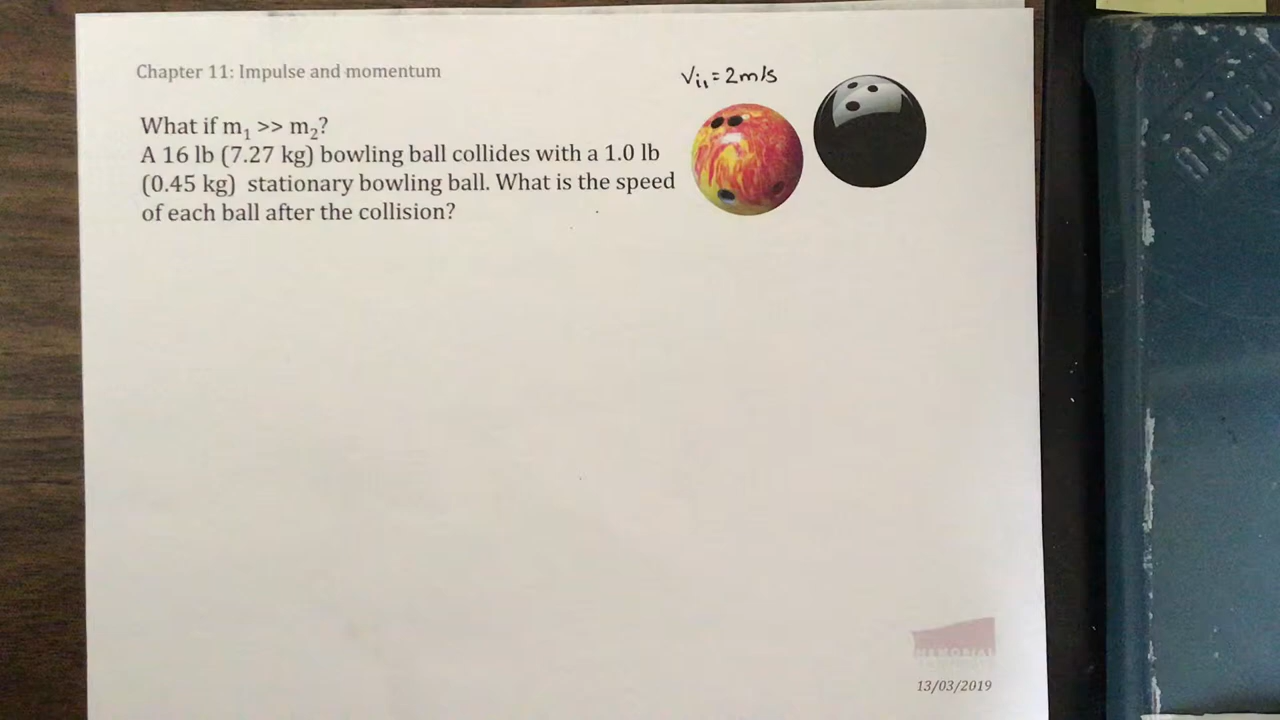 Chapter 11: Impulse and momentum
Vi₁ = 2m/s
What if m₁ >> m₂?
A 16 lb (7.27 kg) bowling ball collides with a 1.0 lb
(0.45 kg) stationary bowling ball. What is the speed
of each ball after the collision?
MEMORIAL
13/03/2019